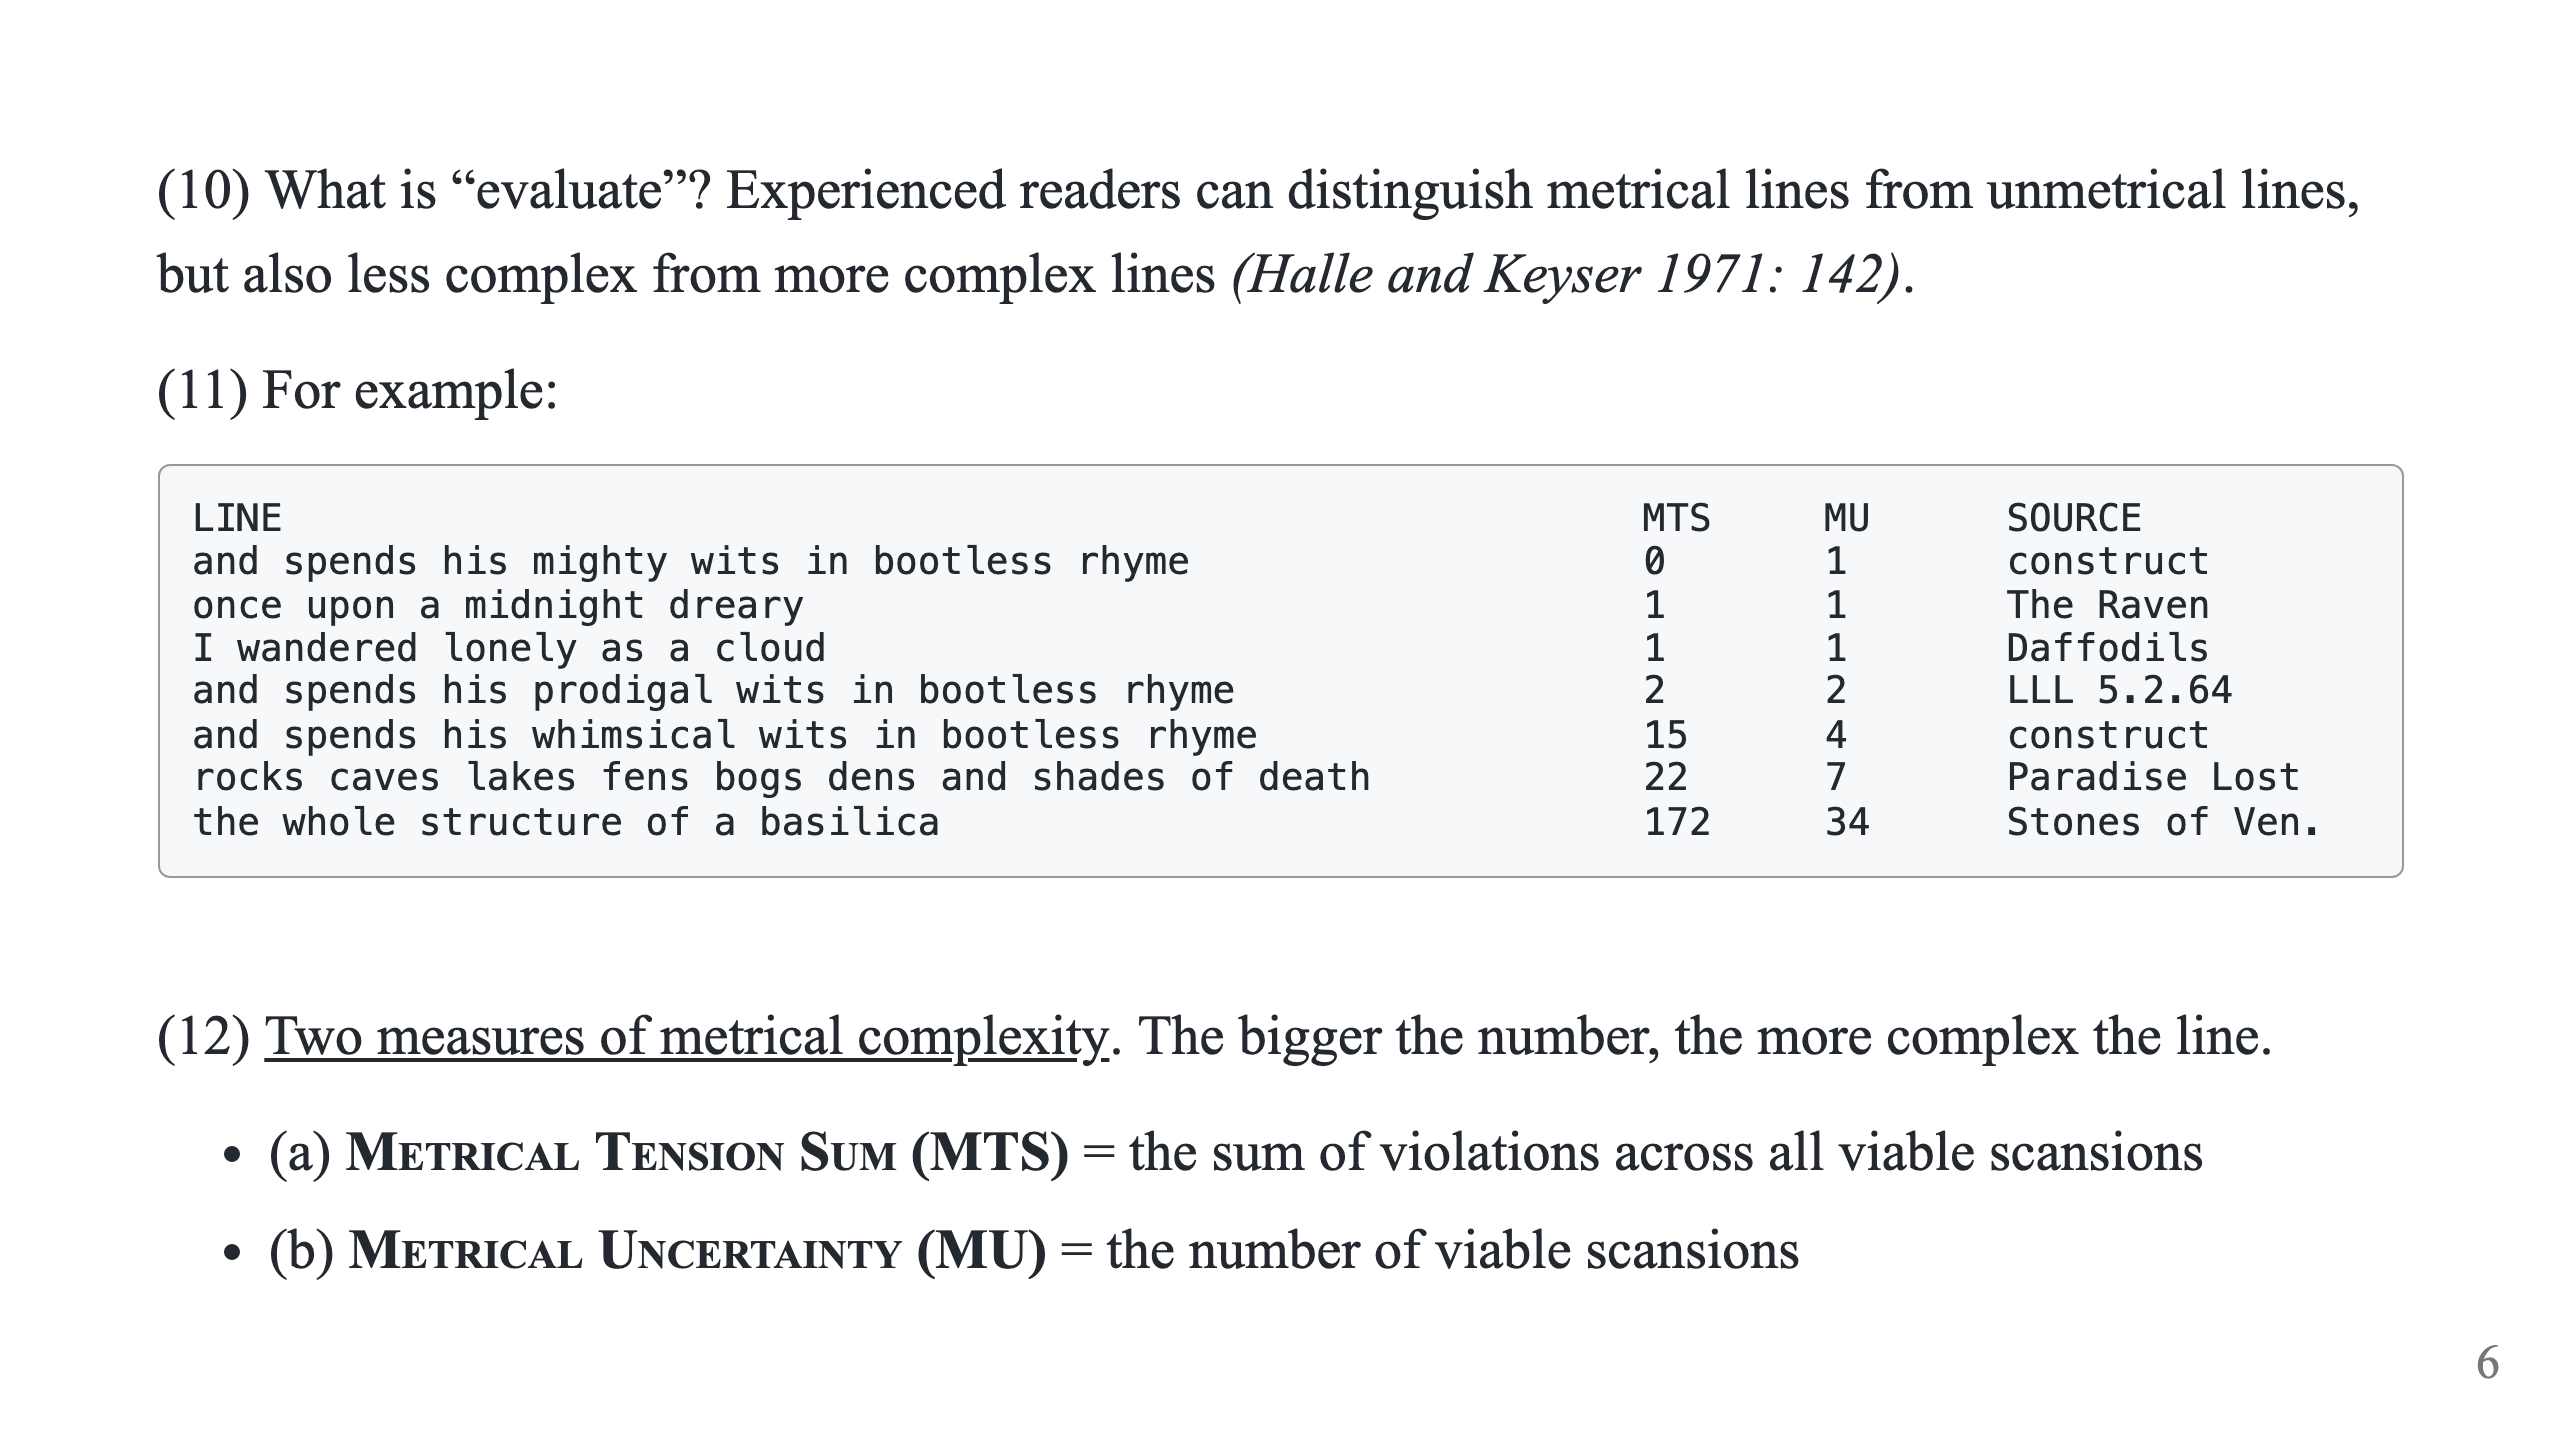 (10) What is “evaluate”? Experienced readers can distinguish metrical lines from unmetrical lines,
but also less complex from more complex lines (Halle and Keyser 1971: 142).
(11) For example:
LINE MTS MU SOURCE
and spends his mighty wits in bootless rhyme 0 1 construct
once upon a midnight dreary 1 1 The Raven
I wandered lonely as a cloud 1 1 Daffodils
and spends his prodigal wits in bootless rhyme 2 2 LLL 5.2.64
and spends his whimsical wits in bootless rhyme 15 4 construct
rocks caves lakes fens bogs dens and shades of death 22 7 Paradise Lost
the whole structure of a basilica 172 34 Stones of Ven.
(12) Two measures of metrical complexity. The bigger the number, the more complex the line.
• (a) Metrical Tension Sum (MTS) = the sum of violations across all viable scansions
• (b) Metrical Uncertainty (MU) = the number of viable scansions
6